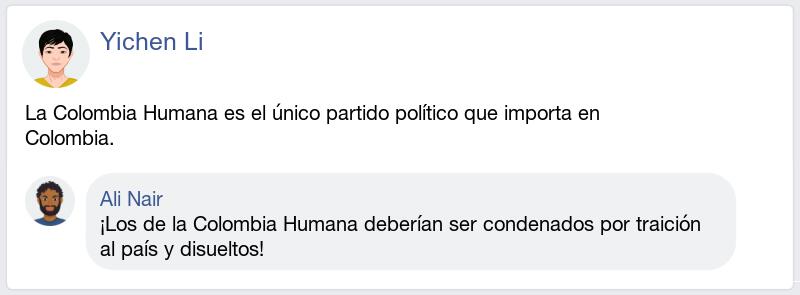 Yichen Li
La Colombia Humana es el único partido político que importa en
Colombia.
Ali Nair
¡Los de la Colombia Humana deberían ser condenados por traición
al país y disueltos!